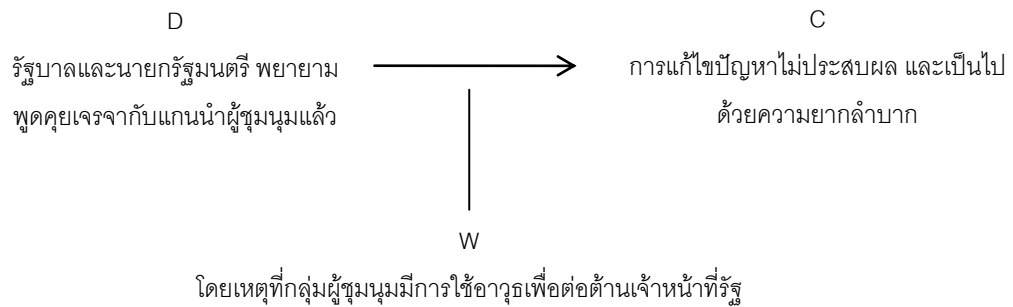 D
รัฐบาลและนายกรัฐมนตรี พยายาม
พูดคุยเจรจากับแกนนำผู้ชุมนุมแล้ว
C
การแก้ไขปัญหาไม่ประสบผล และเป็นไป
ด้วยความยากลำบาก
W
โดยเหตุที่กลุ่มผู้ชุมนุมมีการใช้อาวุธเพื่อต่อต้านเจ้าหน้าที่รัฐ